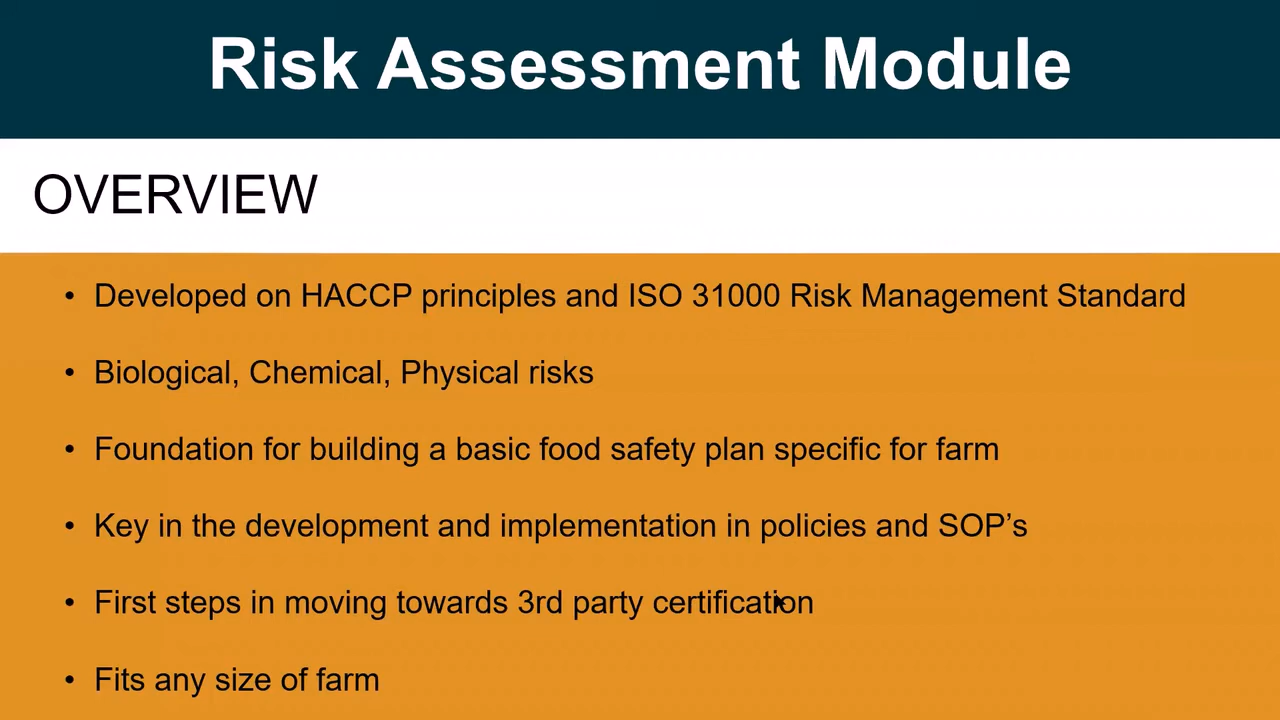 Risk Assessment Module
OVERVIEW
• Developed on HACCP principles and ISO 31000 Risk Management Standard
• Biological, Chemical, Physical risks
• Foundation for building a basic food safety plan specific for farm
• Key in the development and implementation in policies and SOP’s
• First steps in moving towards 3rd party certification
• Fits any size of farm